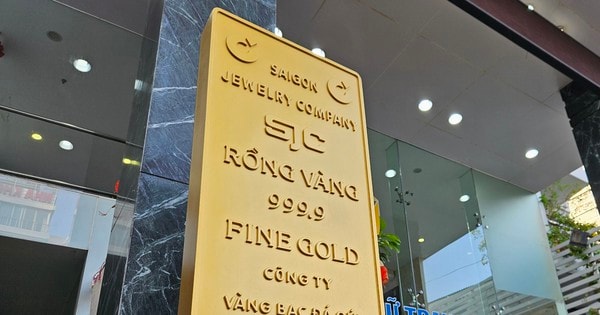 SAIGON
JEWELRY COMPANY
SJC
RỒNG VÀNG
999.9
FINE GOLD
CÔNG TY
VÀNG BẠC ĐÁ QUÝ